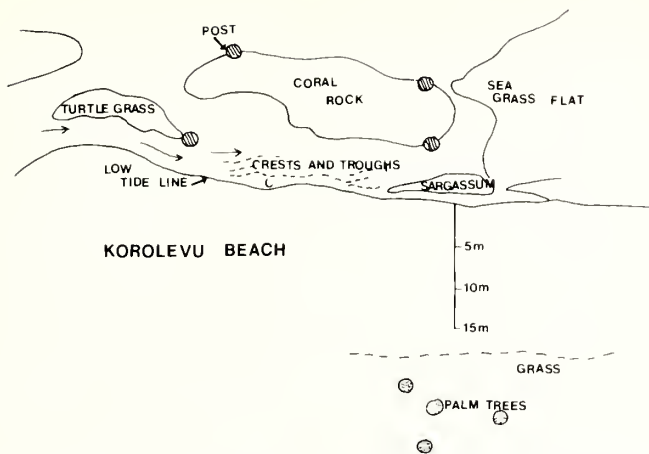 POST
CORAL
ROCK
SEA
GRASS FLAT
TURTLE GRASS
CRESTS AND TROUGHS
LOW
TIDE LINE
SARGASSUM
KOROLEVU BEACH
5m
10m
15m
GRASS
PALM TREES